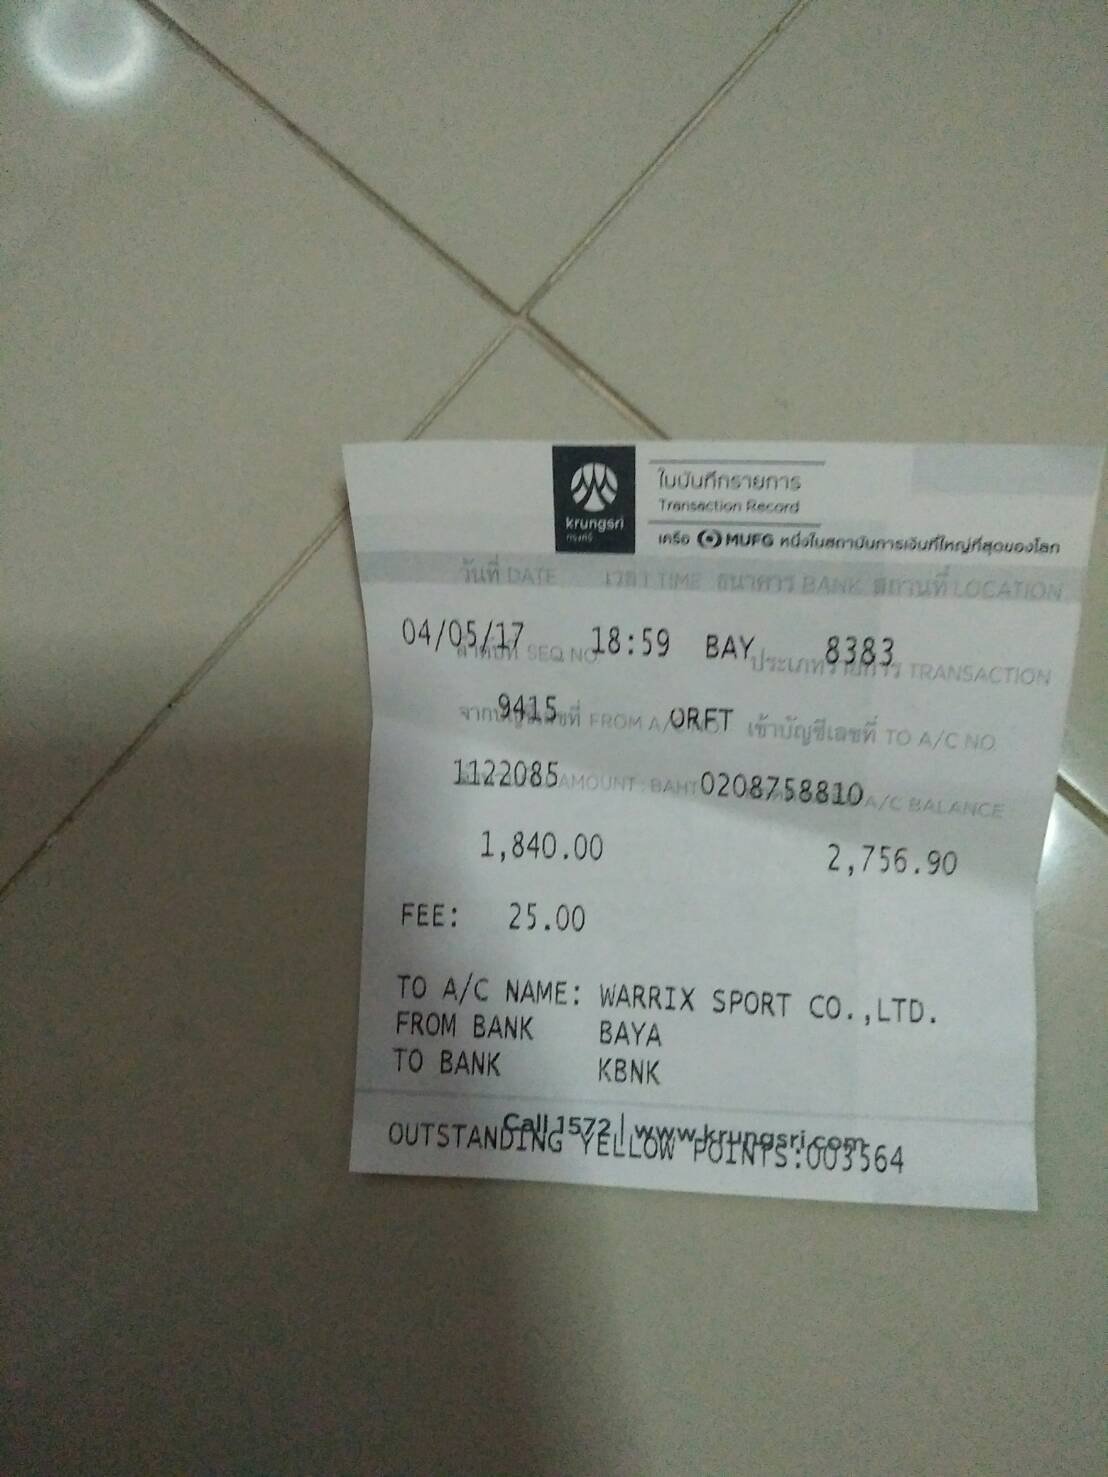 krungsri
กรุงศรี
ใบบันทึกรายการ
Transaction Record
เครือ MUFG หนึ่งในสถาบันการเงินที่ใหญ่ที่สุดของโลก
วันที่ DATE เวลา TIME ธนาคาร BANK สถานที่ LOCATION
04/05/17 18:59 BAY 8383
ลำดับที่ SEQ NO. ประเภทรายการ TRANSACTION
9415 ORFT
จากบัญชีเลขที่ FROM A/C NO. เข้าบัญชีเลขที่ TO A/C NO.
1122085 0208758810
AMOUNT : BAHT A/C BALANCE
1,840.00 2,756.90
FEE: 25.00
TO A/C NAME: WARRIX SPORT CO.,LTD.
FROM BANK BAYA
TO BANK KBNK
Call 1572 | www.krungsri.com
OUTSTANDING YELLOW POINTS:003564